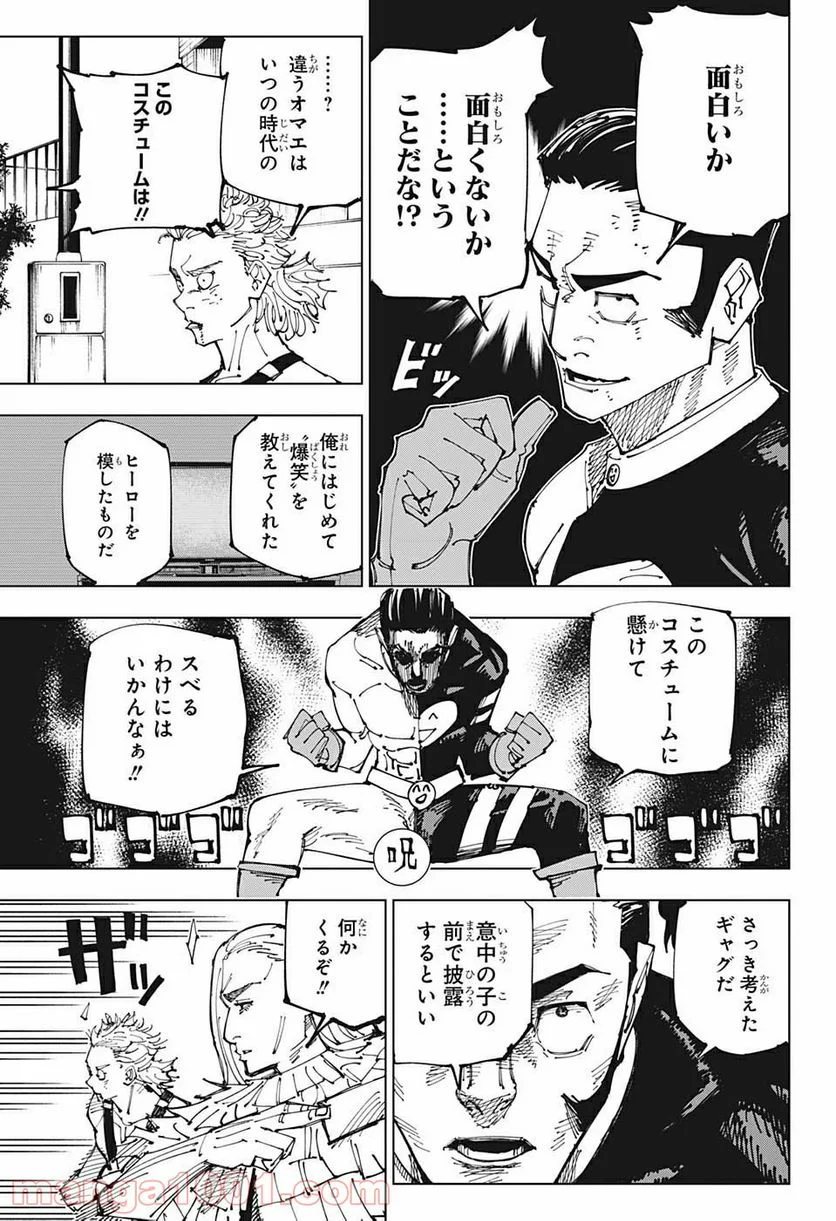 面白いか
面白くないか
……という
ことだな!?
ビッ
……?
違うオマエは
いつの時代の
この
コスチュームは!!
俺にはじめて
〝爆笑〟を
教えてくれた
ヒーローを
模したものだ
この
コスチュームに
懸けて
スベる
わけには
いかんなぁ!!
ゴゴゴ
ゴゴゴ
呪
さっき考えた
ギャグだ
意中の子の
前で披露
するといい
何か
くるぞ!!
manga1001.com